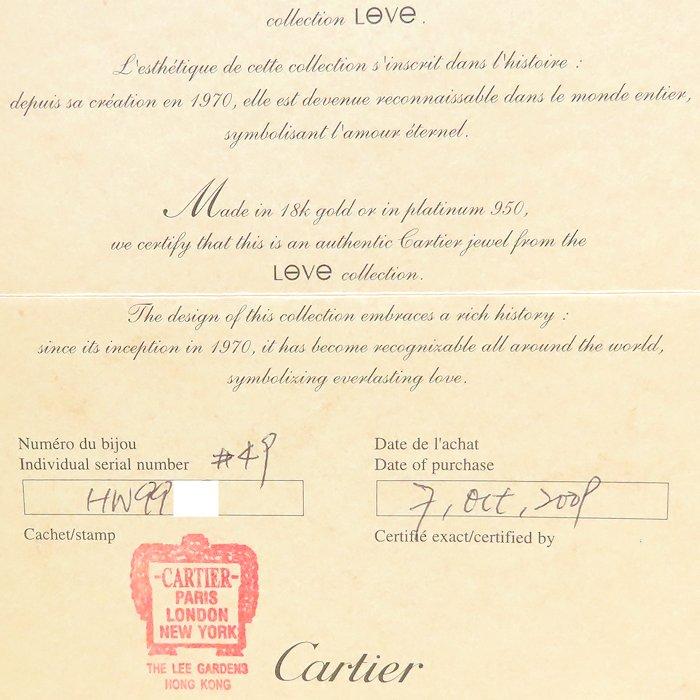 collection LOVE.
L'esthétique de cette collection s'inscrit dans l'histoire :
depuis sa création en 1970, elle est devenue reconnaissable dans le monde entier,
symbolisant l'amour éternel.
Made in 18k gold or in platinum 950,
we certify that this is an authentic Cartier jewel from the
LOVE collection.
The design of this collection embraces a rich history :
since its inception in 1970, it has become recognizable all around the world,
symbolizing everlasting love.
Numéro du bijou
Individual serial number #49
HW99
Cachet/stamp
Date de l'achat
Date of purchase
7, Oct, 2009
Certifié exact/certified by
-CARTIER-
PARIS
LONDON
NEW YORK
THE LEE GARDENS
HONG KONG
Cartier